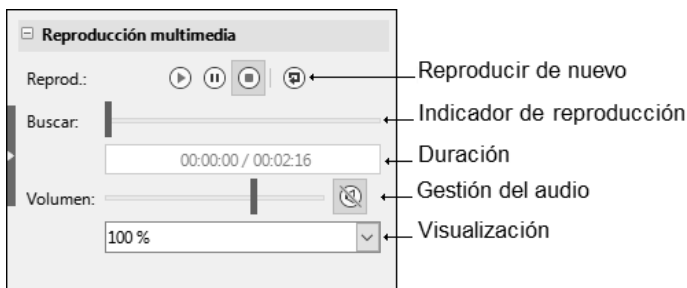 Reproducción multimedia
Reprod.:
Reproducir de nuevo
Buscar:
Indicador de reproducción
00:00:00 / 00:02:16
Duración
Volumen:
Gestión del audio
100 %
Visualización